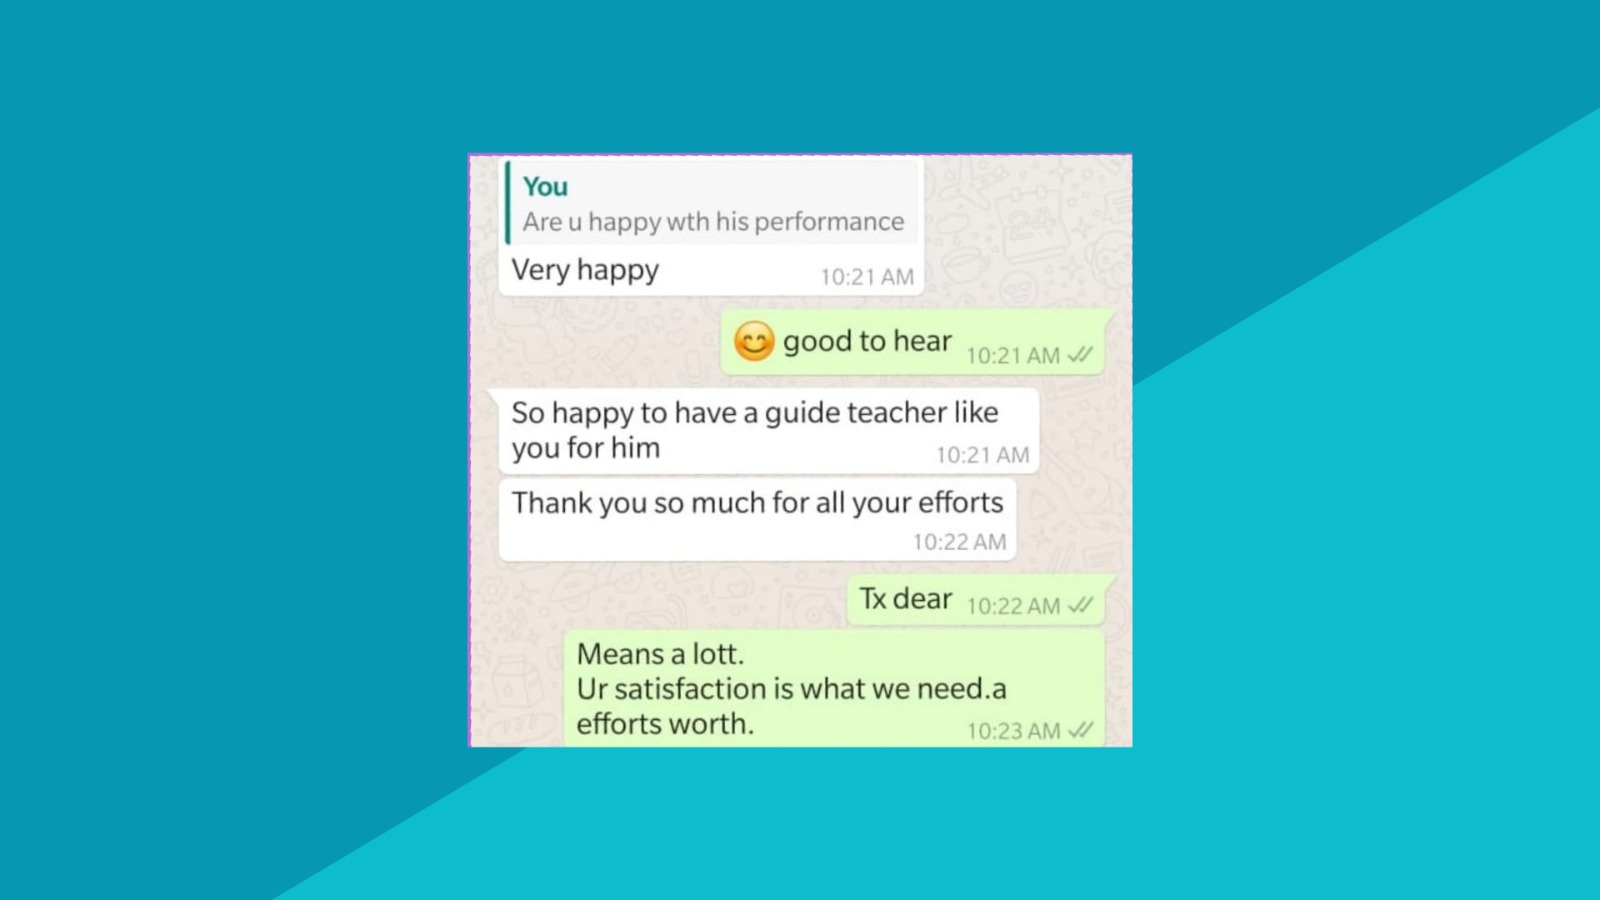 You
Are u happy wth his performance
Very happy
10:21 AM
😊 good to hear
10:21 AM
So happy to have a guide teacher like
you for him
10:21 AM
Thank you so much for all your efforts
10:22 AM
Tx dear
10:22 AM
Means a lott.
Ur satisfaction is what we need.a
efforts worth.
10:23 AM